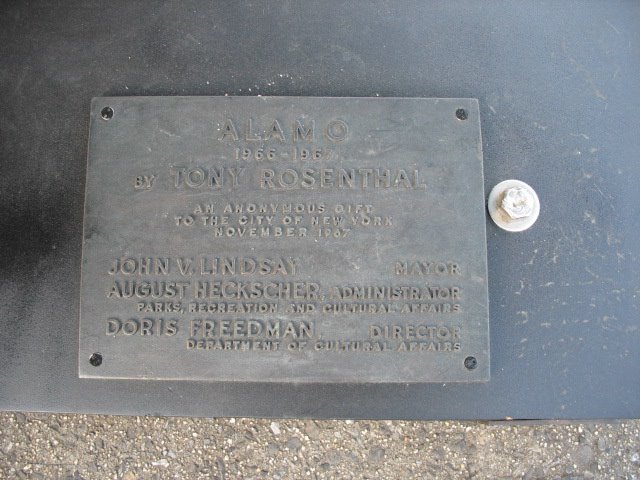 ALAMO
1966-1967
BY TONY ROSENTHAL
AN ANONYMOUS GIFT
TO THE CITY OF NEW YORK
NOVEMBER 1967
JOHN V. LINDSAY MAYOR
AUGUST HECKSCHER, ADMINISTRATOR
PARKS, RECREATION AND CULTURAL AFFAIRS
DORIS FREEDMAN, DIRECTOR
DEPARTMENT OF CULTURAL AFFAIRS